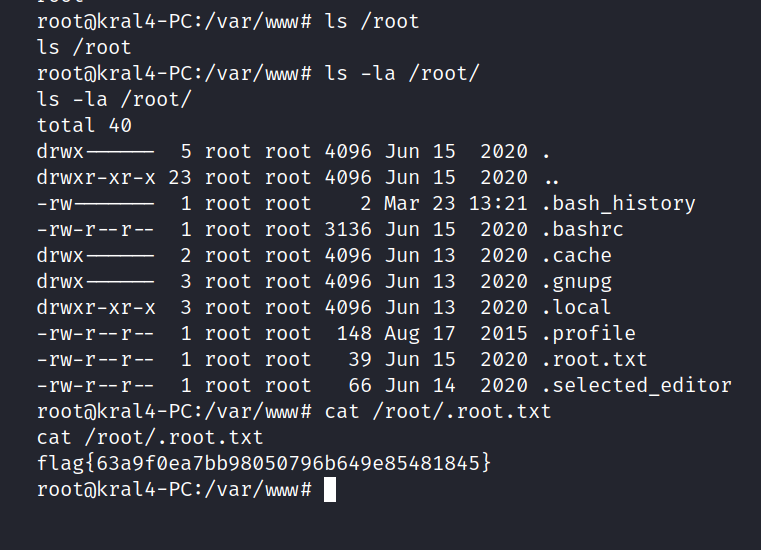 root@kral4-PC:/var/www# ls /root
ls /root
root@kral4-PC:/var/www# ls -la /root/
ls -la /root/
total 40
drwx------  5 root root 4096 Jun 15  2020 .
drwxr-xr-x 23 root root 4096 Jun 15  2020 ..
-rw-------  1 root root    2 Mar 23 13:21 .bash_history
-rw-r--r--  1 root root 3136 Jun 15  2020 .bashrc
drwx------  2 root root 4096 Jun 13  2020 .cache
drwx------  3 root root 4096 Jun 13  2020 .gnupg
drwxr-xr-x  3 root root 4096 Jun 13  2020 .local
-rw-r--r--  1 root root  148 Aug 17  2015 .profile
-rw-r--r--  1 root root   39 Jun 15  2020 .root.txt
-rw-r--r--  1 root root   66 Jun 14  2020 .selected_editor
root@kral4-PC:/var/www# cat /root/.root.txt
cat /root/.root.txt
flag{63a9f0ea7bb98050796b649e85481845}
root@kral4-PC:/var/www#